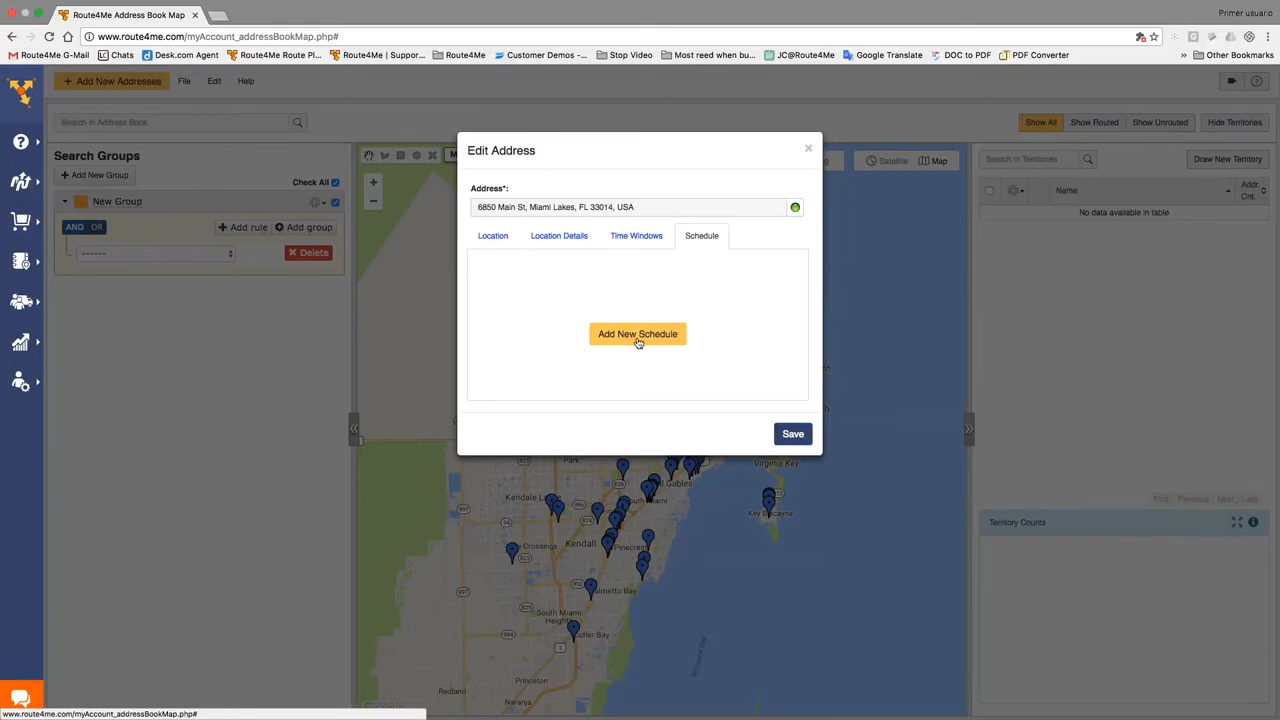 Route4Me Address Book Map
Primer usuario
www.route4me.com/myAccount_addressBookMap.php#
Route4Me G-Mail
Chats
Desk.com Agent
Route4Me Route Pl...
Route4Me | Suppor...
Route4Me
Customer Demos -...
Stop Video
Most read when bu...
JC@Route4Me
Google Translate
DOC to PDF
PDF Converter
» Other Bookmarks
+ Add New Addresses
File
Edit
Help
Search in Address Book
Show All
Show Routed
Show Unrouted
Hide Territories
Search Groups
+ Add New Group
Check All
New Group
AND OR
+ Add rule
Add group
------
Delete
Edit Address
×
Address*:
6850 Main St, Miami Lakes, FL 33014, USA
Location
Location Details
Time Windows
Schedule
Add New Schedule
Save
Satellite
Map
Search in Territories
Draw New Territory
Name
Addr. Cnt.
No data available in table
First Previous Next Last
Territory Counts
Park
Virginia Key
Gables
Kendale
South Miami
Key Biscayne
Kendall
Pinecrest
Crossings
Palmetto Bay
South Miami
Heights
Cutler Bay
Princeton
Redland
Naranja
www.route4me.com/myAccount_addressBookMap.php#